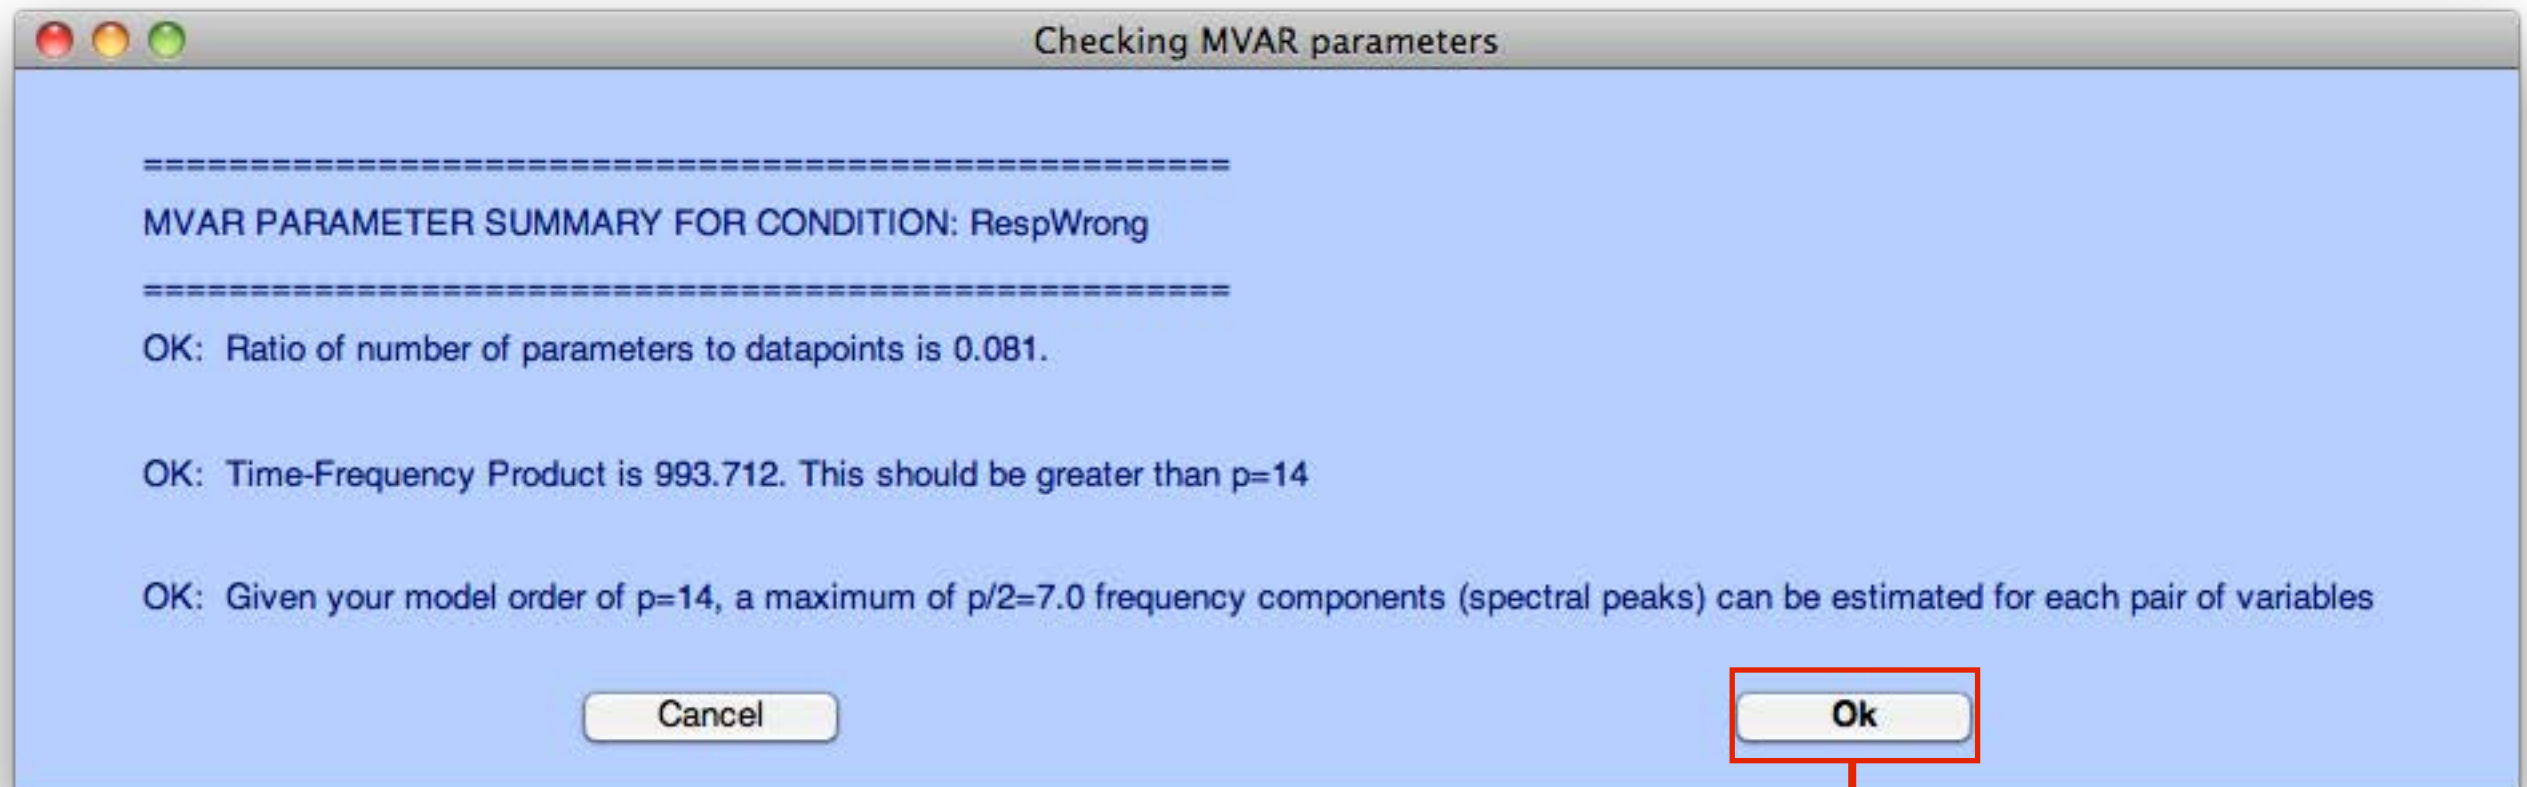 Checking MVAR parameters
===================================================
MVAR PARAMETER SUMMARY FOR CONDITION: RespWrong
===================================================
OK: Ratio of number of parameters to datapoints is 0.081.
OK: Time-Frequency Product is 993.712. This should be greater than p=14
OK: Given your model order of p=14, a maximum of p/2=7.0 frequency components (spectral peaks) can be estimated for each pair of variables
Cancel Ok